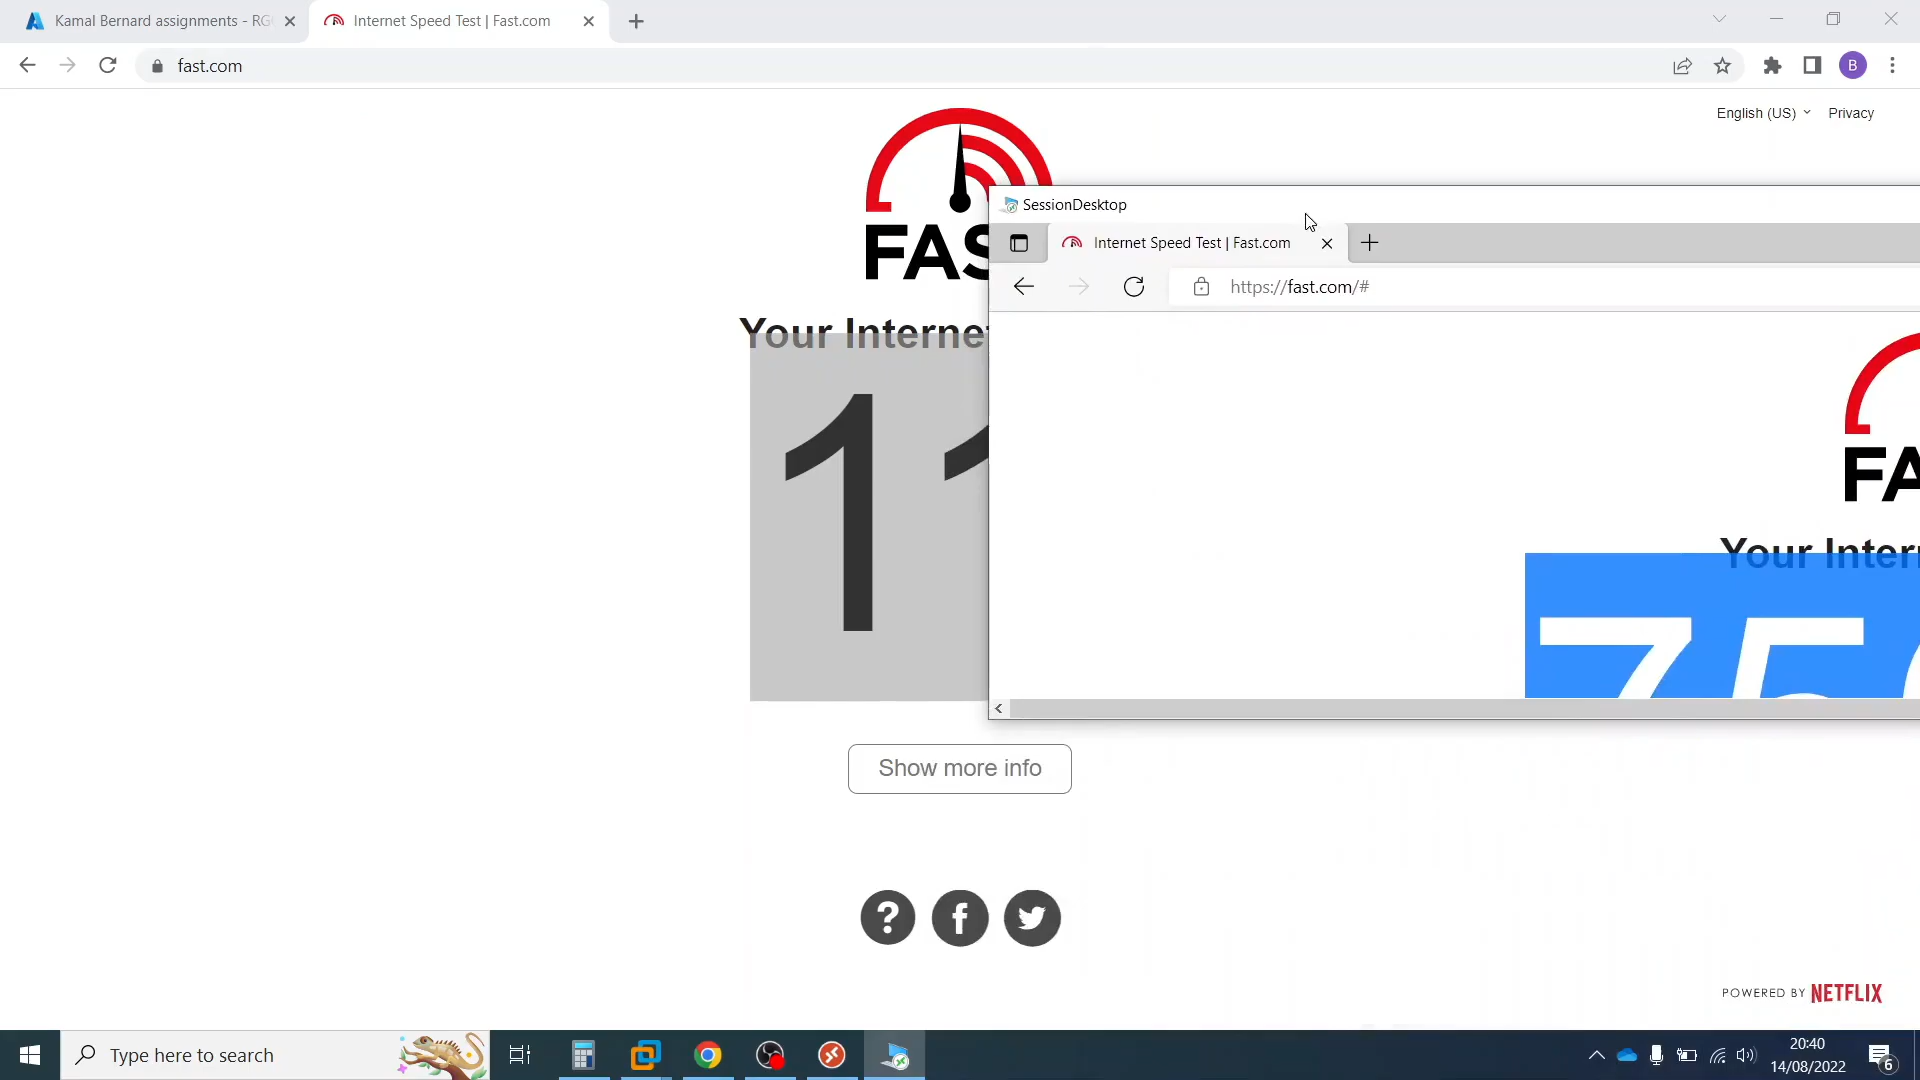 Kamal Bernard assignments - RG
Internet Speed Test | Fast.com
fast.com
B
English (US)
Privacy
FAS
Your Interne
11
SessionDesktop
Internet Speed Test | Fast.com
https://fast.com/#
FA
Your Inter
75
Show more info
?
f
POWERED BY NETFLIX
Type here to search
20:40
14/08/2022
6